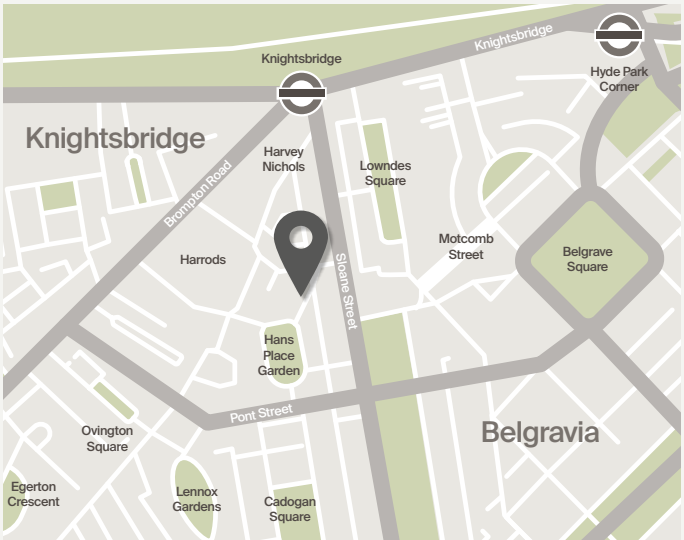 Knightsbridge
Knightsbridge
Hyde Park
Corner
Knightsbridge
Harvey
Nichols
Lowndes
Square
Brompton Road
Motcomb
Street
Belgrave
Square
Harrods
Sloane Street
Hans
Place
Garden
Pont Street
Belgravia
Ovington
Square
Egerton
Crescent
Lennox
Gardens
Cadogan
Square